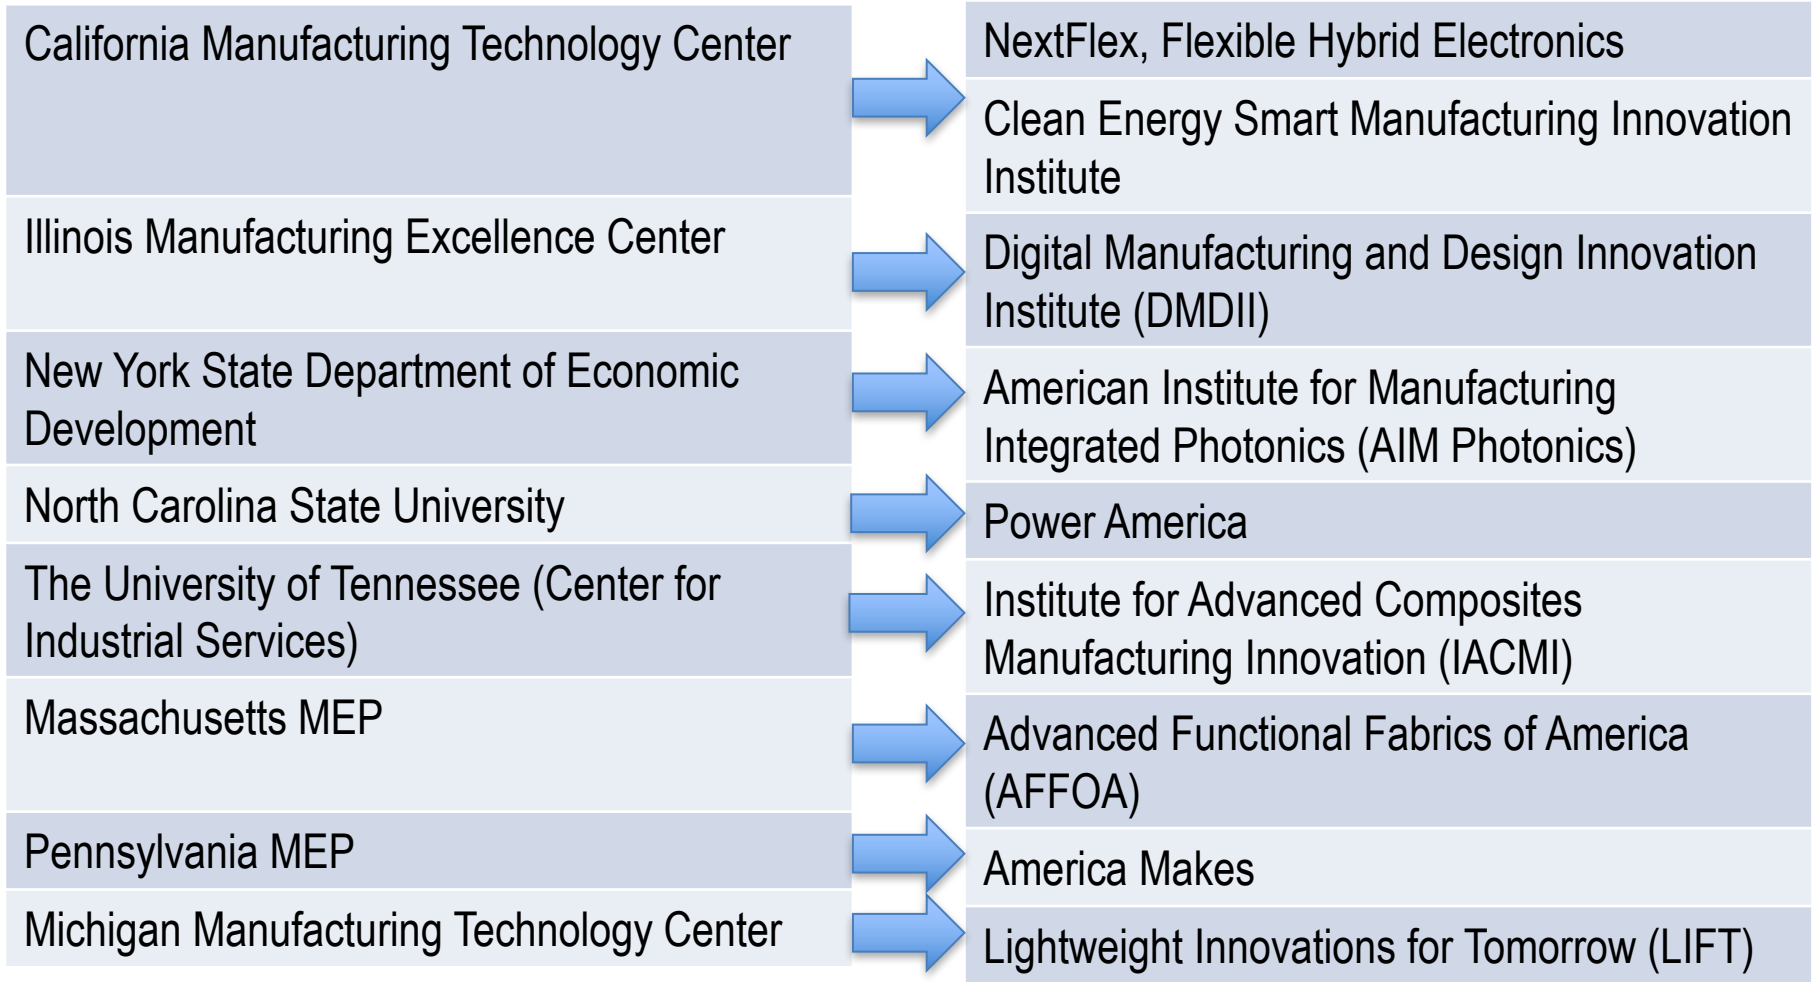 California Manufacturing Technology Center
NextFlex, Flexible Hybrid Electronics
Clean Energy Smart Manufacturing Innovation
Institute
Illinois Manufacturing Excellence Center
Digital Manufacturing and Design Innovation
Institute (DMDII)
New York State Department of Economic
Development
American Institute for Manufacturing
Integrated Photonics (AIM Photonics)
North Carolina State University
Power America
The University of Tennessee (Center for
Industrial Services)
Institute for Advanced Composites
Manufacturing Innovation (IACMI)
Massachusetts MEP
Advanced Functional Fabrics of America
(AFFOA)
Pennsylvania MEP
America Makes
Michigan Manufacturing Technology Center
Lightweight Innovations for Tomorrow (LIFT)